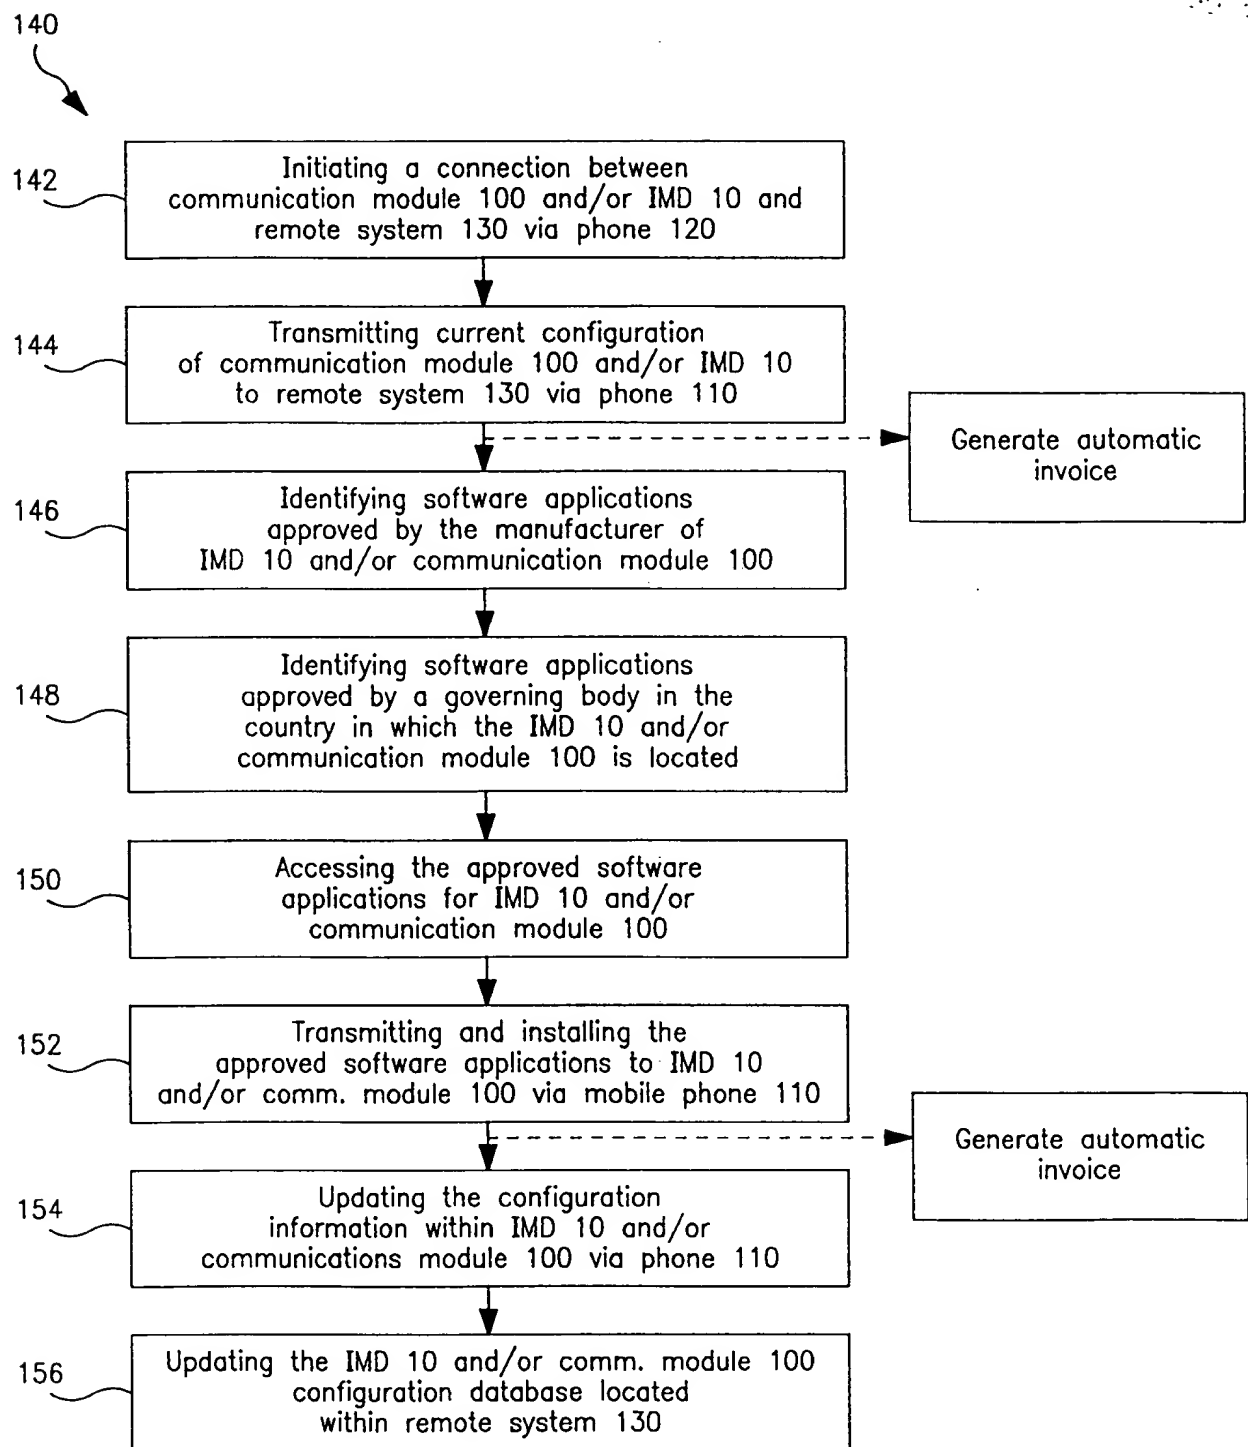 140
142
Initiating a connection between
communication module 100 and/or IMD 10 and
remote system 130 via phone 120
144
Transmitting current configuration
of communication module 100 and/or IMD 10
to remote system 130 via phone 110
Generate automatic
invoice
146
Identifying software applications
approved by the manufacturer of
IMD 10 and/or communication module 100
148
Identifying software applications
approved by a governing body in the
country in which the IMD 10 and/or
communication module 100 is located
150
Accessing the approved software
applications for IMD 10 and/or
communication module 100
152
Transmitting and installing the
approved software applications to IMD 10
and/or comm. module 100 via mobile phone 110
Generate automatic
invoice
154
Updating the configuration
information within IMD 10 and/or
communications module 100 via phone 110
156
Updating the IMD 10 and/or comm. module 100
configuration database located
within remote system 130